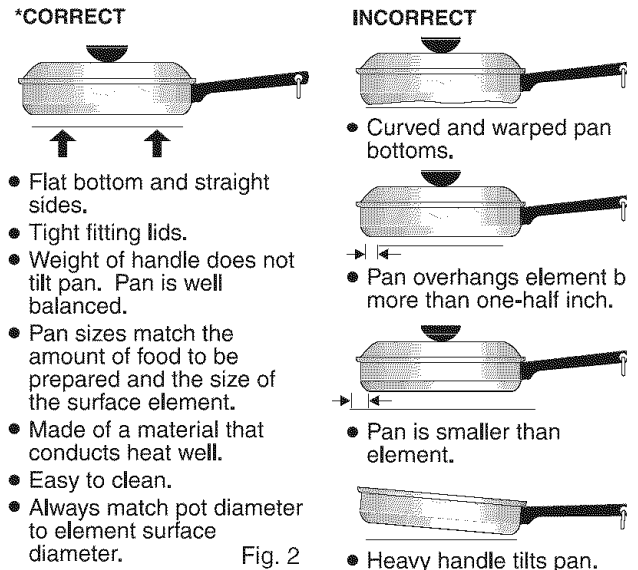 *CORRECT
● Flat bottom and straight
sides.
● Tight fitting lids.
● Weight of handle does not
tilt pan. Pan is well
balanced.
● Pan sizes match the
amount of food to be
prepared and the size of
the surface element.
● Made of a material that
conducts heat well.
● Easy to clean.
● Always match pot diameter
to element surface
diameter.
Fig. 2
INCORRECT
● Curved and warped pan
bottoms.
● Pan overhangs element b
more than one-half inch.
● Pan is smaller than
element.
● Heavy handle tilts pan.